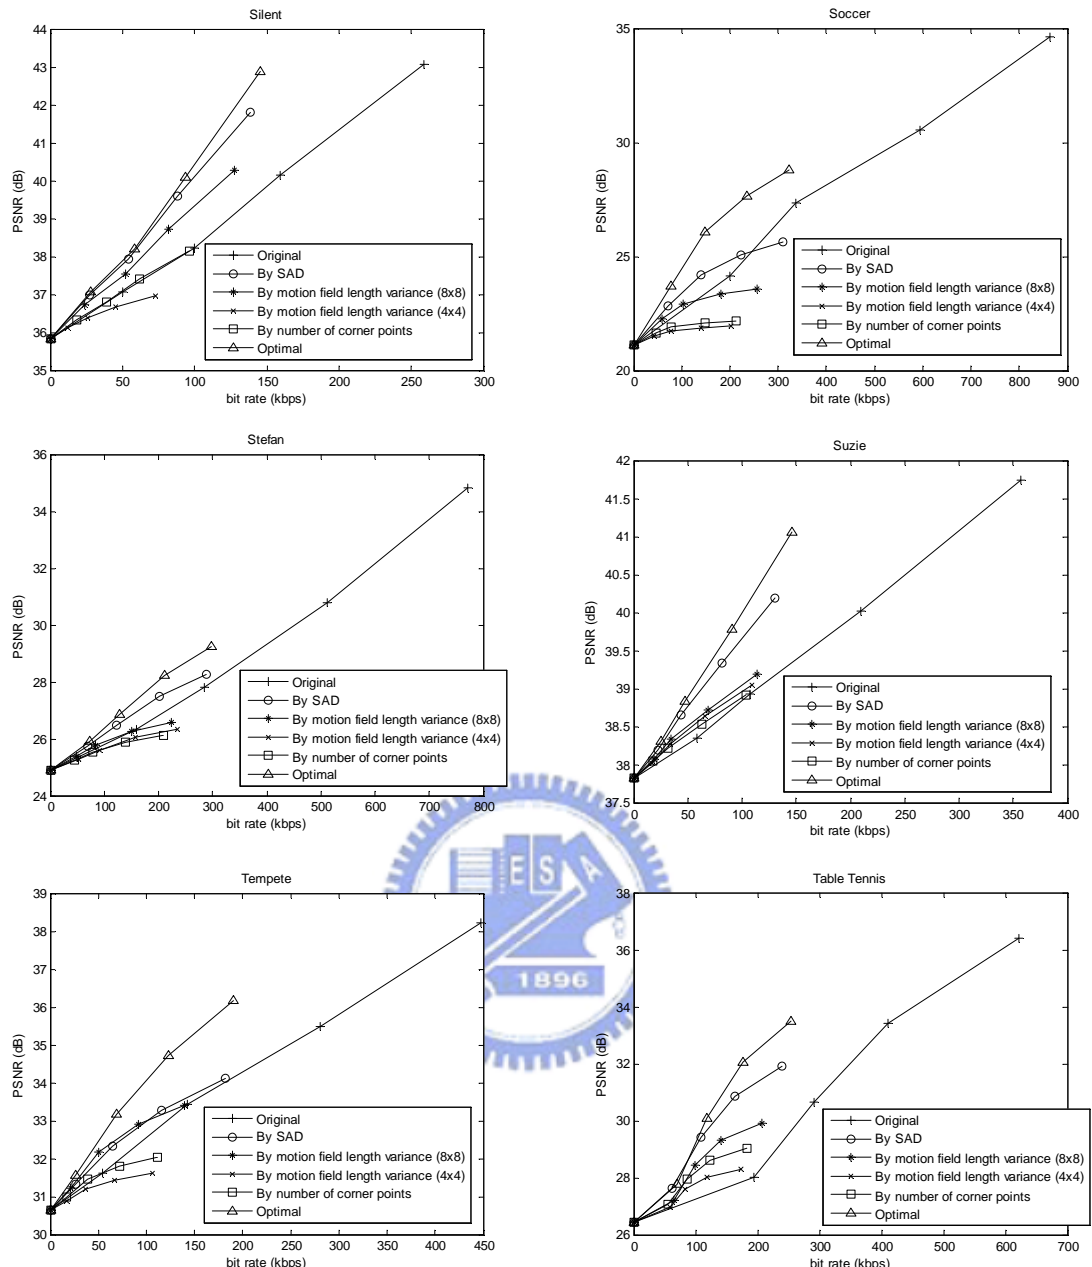 Silent
44
43
42
41
40
39
38
37
36
35
PSNR (dB)
Original
By SAD
By motion field length variance (8x8)
By motion field length variance (4x4)
By number of corner points
Optimal
0 50 100 150 200 250 300
bit rate (kbps)
Soccer
35
30
25
20
PSNR (dB)
Original
By SAD
By motion field length variance (8x8)
By motion field length variance (4x4)
By number of corner points
Optimal
0 100 200 300 400 500 600 700 800 900
bit rate (kbps)
Stefan
36
34
32
30
28
26
24
PSNR (dB)
Original
By SAD
By motion field length variance (8x8)
By motion field length variance (4x4)
By number of corner points
Optimal
0 100 200 300 400 500 600 700 800
bit rate (kbps)
Suzie
42
41.5
41
40.5
40
39.5
39
38.5
38
37.5
PSNR (dB)
Original
By SAD
By motion field length variance (8x8)
By motion field length variance (4x4)
By number of corner points
Optimal
0 50 100 150 200 250 300 350 400
bit rate (kbps)
ESA
1896
Tempete
39
38
37
36
35
34
33
32
31
30
PSNR (dB)
Original
By SAD
By motion field length variance (8x8)
By motion field length variance (4x4)
By number of corner points
Optimal
0 50 100 150 200 250 300 350 400 450
bit rate (kbps)
Table Tennis
38
36
34
32
30
28
26
PSNR (dB)
Original
By SAD
By motion field length variance (8x8)
By motion field length variance (4x4)
By number of corner points
Optimal
0 100 200 300 400 500 600 700
bit rate (kbps)